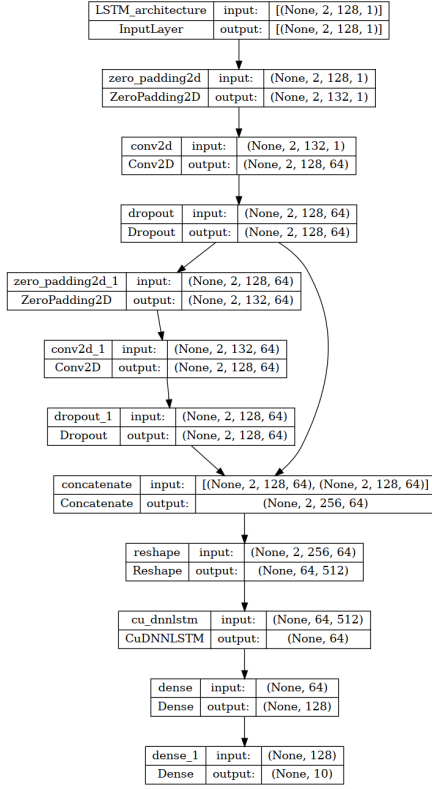 LSTM_architecture input: [(None, 2, 128, 1)]
InputLayer output: [(None, 2, 128, 1)]
zero_padding2d input: (None, 2, 128, 1)
ZeroPadding2D output: (None, 2, 132, 1)
conv2d input: (None, 2, 132, 1)
Conv2D output: (None, 2, 128, 64)
dropout input: (None, 2, 128, 64)
Dropout output: (None, 2, 128, 64)
zero_padding2d_1 input: (None, 2, 128, 64)
ZeroPadding2D output: (None, 2, 132, 64)
conv2d_1 input: (None, 2, 132, 64)
Conv2D output: (None, 2, 128, 64)
dropout_1 input: (None, 2, 128, 64)
Dropout output: (None, 2, 128, 64)
concatenate input: [(None, 2, 128, 64), (None, 2, 128, 64)]
Concatenate output: (None, 2, 256, 64)
reshape input: (None, 2, 256, 64)
Reshape output: (None, 64, 512)
cu_dnnlstm input: (None, 64, 512)
CuDNNLSTM output: (None, 64)
dense input: (None, 64)
Dense output: (None, 128)
dense_1 input: (None, 128)
Dense output: (None, 10)